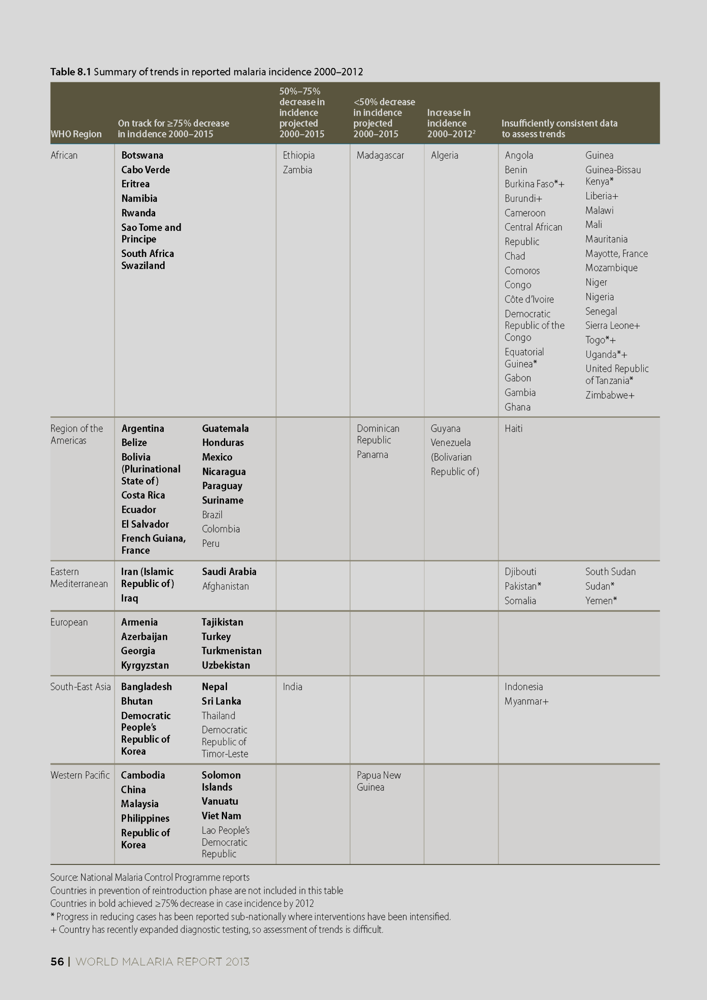 Table 8.1 Summary of trends in reported malaria incidence 2000–2012
WHO Region
On track for ≥75% decrease
in incidence 2000–2015
50%–75%
decrease in
incidence
projected
2000–2015
<50% decrease
in incidence
projected
2000–2015
Increase in
incidence
2000–2012²
Insufficiently consistent data
to assess trends
African
Botswana
Cabo Verde
Eritrea
Namibia
Rwanda
Sao Tome and
Principe
South Africa
Swaziland
Ethiopia
Zambia
Madagascar
Algeria
Angola
Benin
Burkina Faso*+
Burundi+
Cameroon
Central African
Republic
Chad
Comoros
Congo
Côte d’Ivoire
Democratic
Republic of the
Congo
Equatorial
Guinea*
Gabon
Gambia
Ghana
Guinea
Guinea-Bissau
Kenya*
Liberia+
Malawi
Mali
Mauritania
Mayotte, France
Mozambique
Niger
Nigeria
Senegal
Sierra Leone+
Togo*+
Uganda*+
United Republic
of Tanzania*
Zimbabwe+
Region of the
Americas
Argentina
Belize
Bolivia
(Plurinational
State of)
Costa Rica
Ecuador
El Salvador
French Guiana,
France
Guatemala
Honduras
Mexico
Nicaragua
Paraguay
Suriname
Brazil
Colombia
Peru
Dominican
Republic
Panama
Guyana
Venezuela
(Bolivarian
Republic of)
Haiti
Eastern
Mediterranean
Iran (Islamic
Republic of)
Iraq
Saudi Arabia
Afghanistan
Djibouti
Pakistan*
Somalia
South Sudan
Sudan*
Yemen*
European
Armenia
Azerbaijan
Georgia
Kyrgyzstan
Tajikistan
Turkey
Turkmenistan
Uzbekistan
South-East Asia
Bangladesh
Bhutan
Democratic
People’s
Republic of
Korea
Nepal
Sri Lanka
Thailand
Democratic
Republic of
Timor-Leste
India
Indonesia
Myanmar+
Western Pacific
Cambodia
China
Malaysia
Philippines
Republic of
Korea
Solomon
Islands
Vanuatu
Viet Nam
Lao People’s
Democratic
Republic
Papua New
Guinea
Source: National Malaria Control Programme reports
Countries in prevention of reintroduction phase are not included in this table
Countries in bold achieved ≥75% decrease in case incidence by 2012
* Progress in reducing cases has been reported sub-nationally where interventions have been intensified.
+ Country has recently expanded diagnostic testing, so assessment of trends is difficult.
56 | WORLD MALARIA REPORT 2013